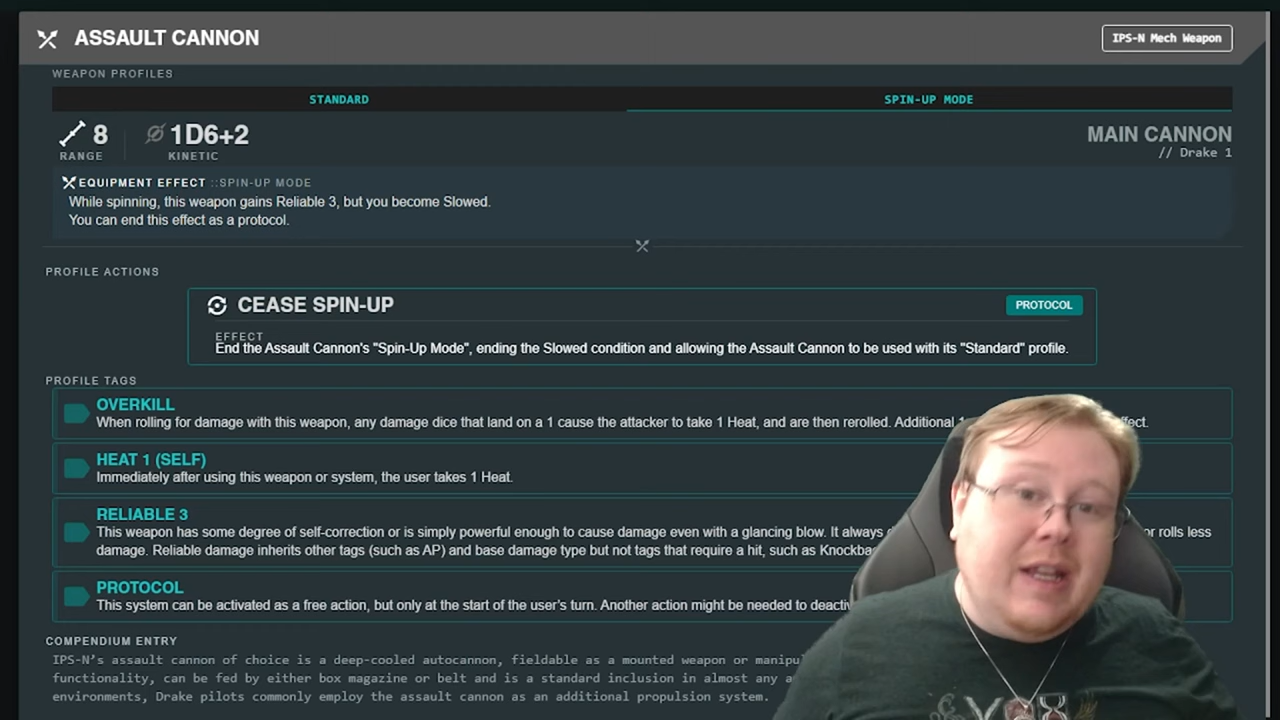 ASSAULT CANNON
IPS-N Mech Weapon
WEAPON PROFILES
STANDARD
SPIN-UP MODE
8
1D6+2
RANGE
KINETIC
MAIN CANNON
// Drake 1
EQUIPMENT EFFECT ::SPIN-UP MODE
While spinning, this weapon gains Reliable 3, but you become Slowed.
You can end this effect as a protocol.
PROFILE ACTIONS
CEASE SPIN-UP
PROTOCOL
EFFECT
End the Assault Cannon's "Spin-Up Mode", ending the Slowed condition and allowing the Assault Cannon to be used with its "Standard" profile.
PROFILE TAGS
OVERKILL
When rolling for damage with this weapon, any damage dice that land on a 1 cause the attacker to take 1 Heat, and are then rerolled. Additional
HEAT 1 (SELF)
Immediately after using this weapon or system, the user takes 1 Heat.
RELIABLE 3
This weapon has some degree of self-correction or is simply powerful enough to cause damage even with a glancing blow. It always or rolls less
damage. Reliable damage inherits other tags (such as AP) and base damage type but not tags that require a hit, such as
PROTOCOL
This system can be activated as a free action, but only at the start of the user's turn. Another action might be needed to
COMPENDIUM ENTRY
IPS-N's assault cannon of choice is a deep-cooled autocannon, fieldable as a mounted weapon or
functionality, can be fed by either box magazine or belt and is a standard inclusion in almost any
environments, Drake pilots commonly employ the assault cannon as an additional propulsion system.